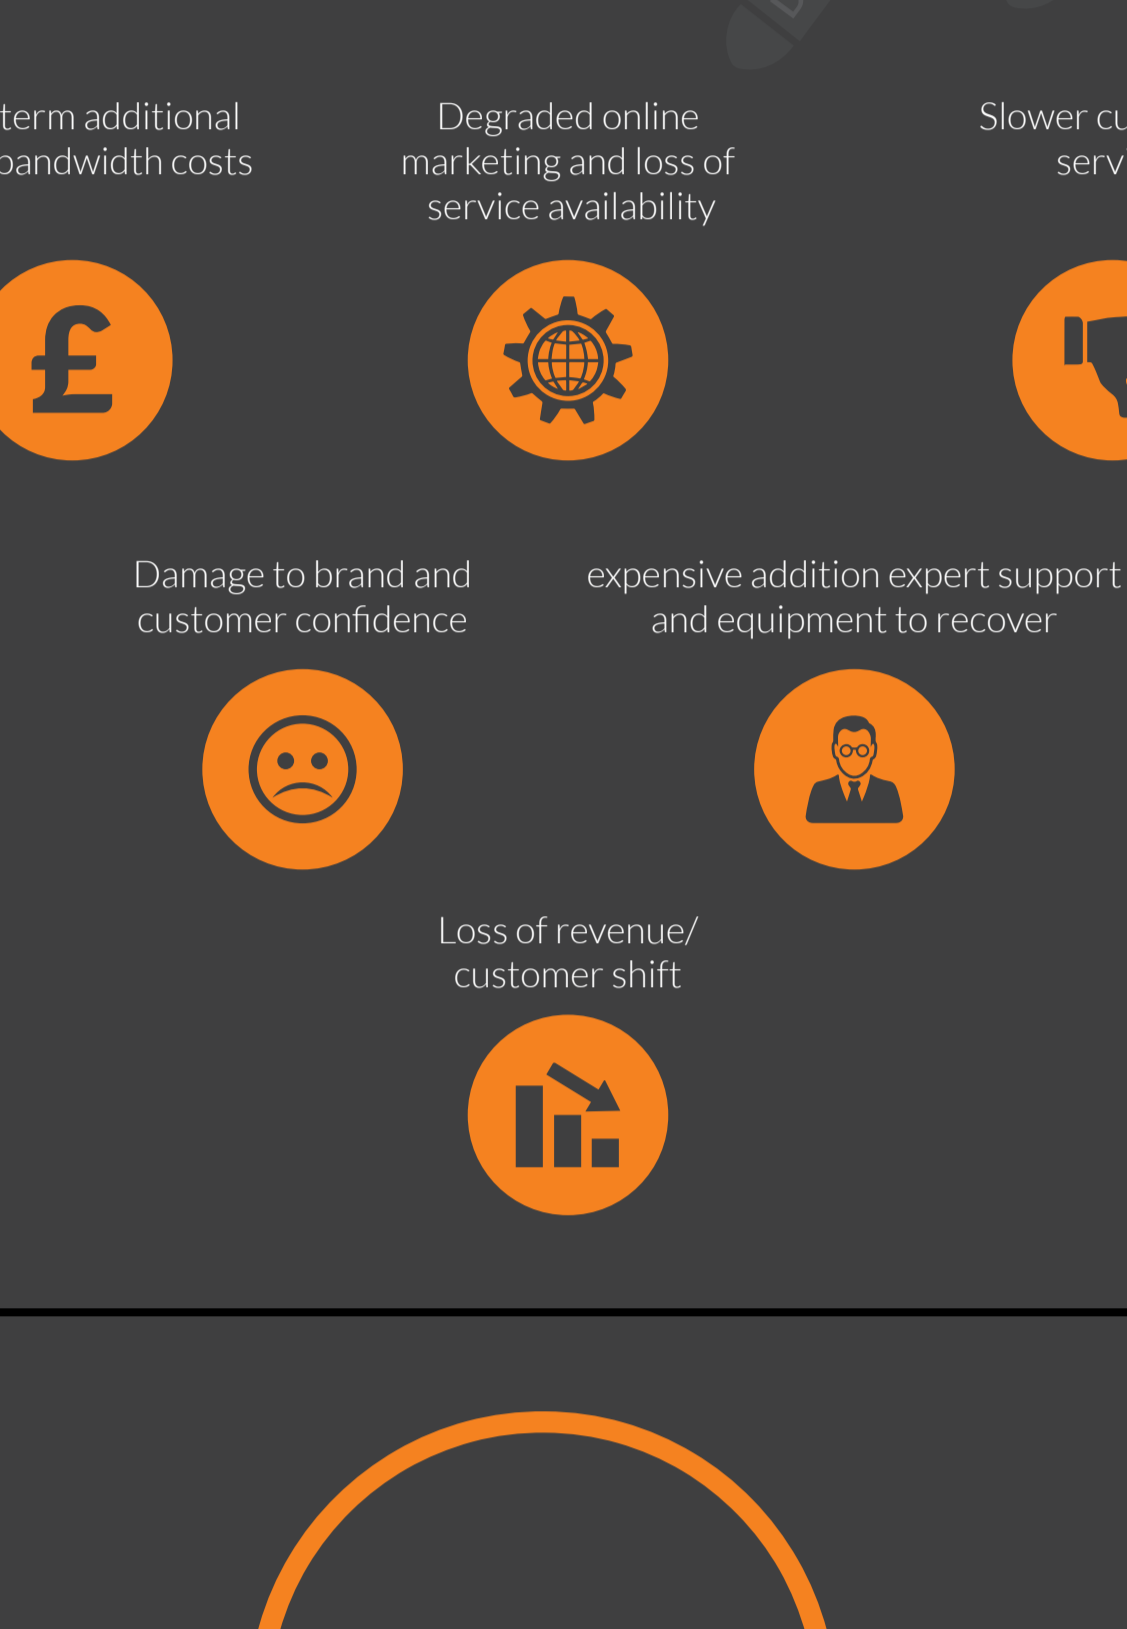 term additional
bandwidth costs
Degraded online
marketing and loss of
service availability
Slower
Damage to brand and
customer confidence
expensive addition expert support
and equipment to recover
Loss of revenue/
customer shift
£